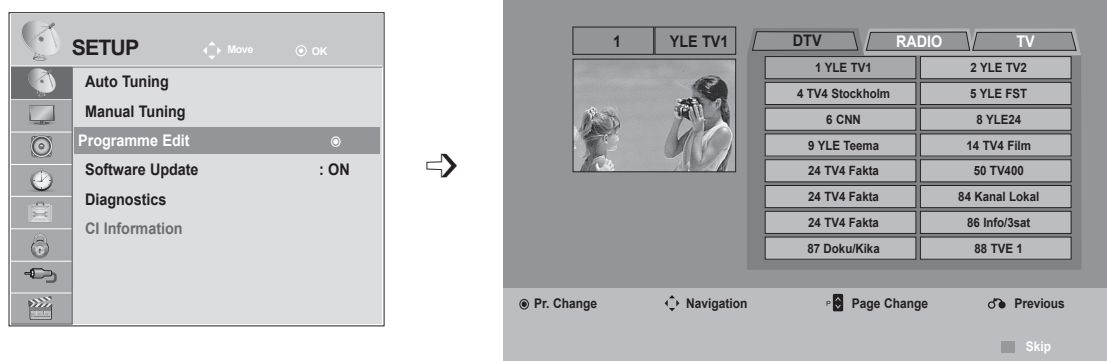 SETUP Move OK
Auto Tuning
Manual Tuning
Programme Edit
Software Update : ON
Diagnostics
CI Information
1 YLE TV1
DTV RADIO TV
1 YLE TV1 2 YLE TV2
4 TV4 Stockholm 5 YLE FST
6 CNN 8 YLE24
9 YLE Teema 14 TV4 Film
24 TV4 Fakta 50 TV400
24 TV4 Fakta 84 Kanal Lokal
24 TV4 Fakta 86 Info/3sat
87 Doku/Kika 88 TVE 1
Pr. Change Navigation P Page Change Previous
Skip